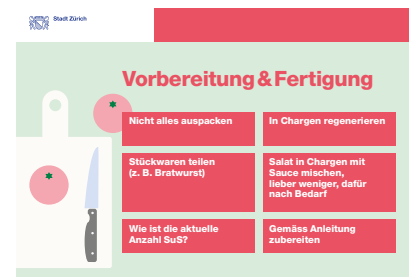 Stadt Zürich
Vorbereitung & Fertigung
Nicht alles auspacken
In Chargen regenerieren
Stückwaren teilen
(z. B. Bratwurst)
Salat in Chargen mit
Sauce mischen,
lieber weniger, dafür
nach Bedarf
Wie ist die aktuelle
Anzahl SuS?
Gemäss Anleitung
zubereiten